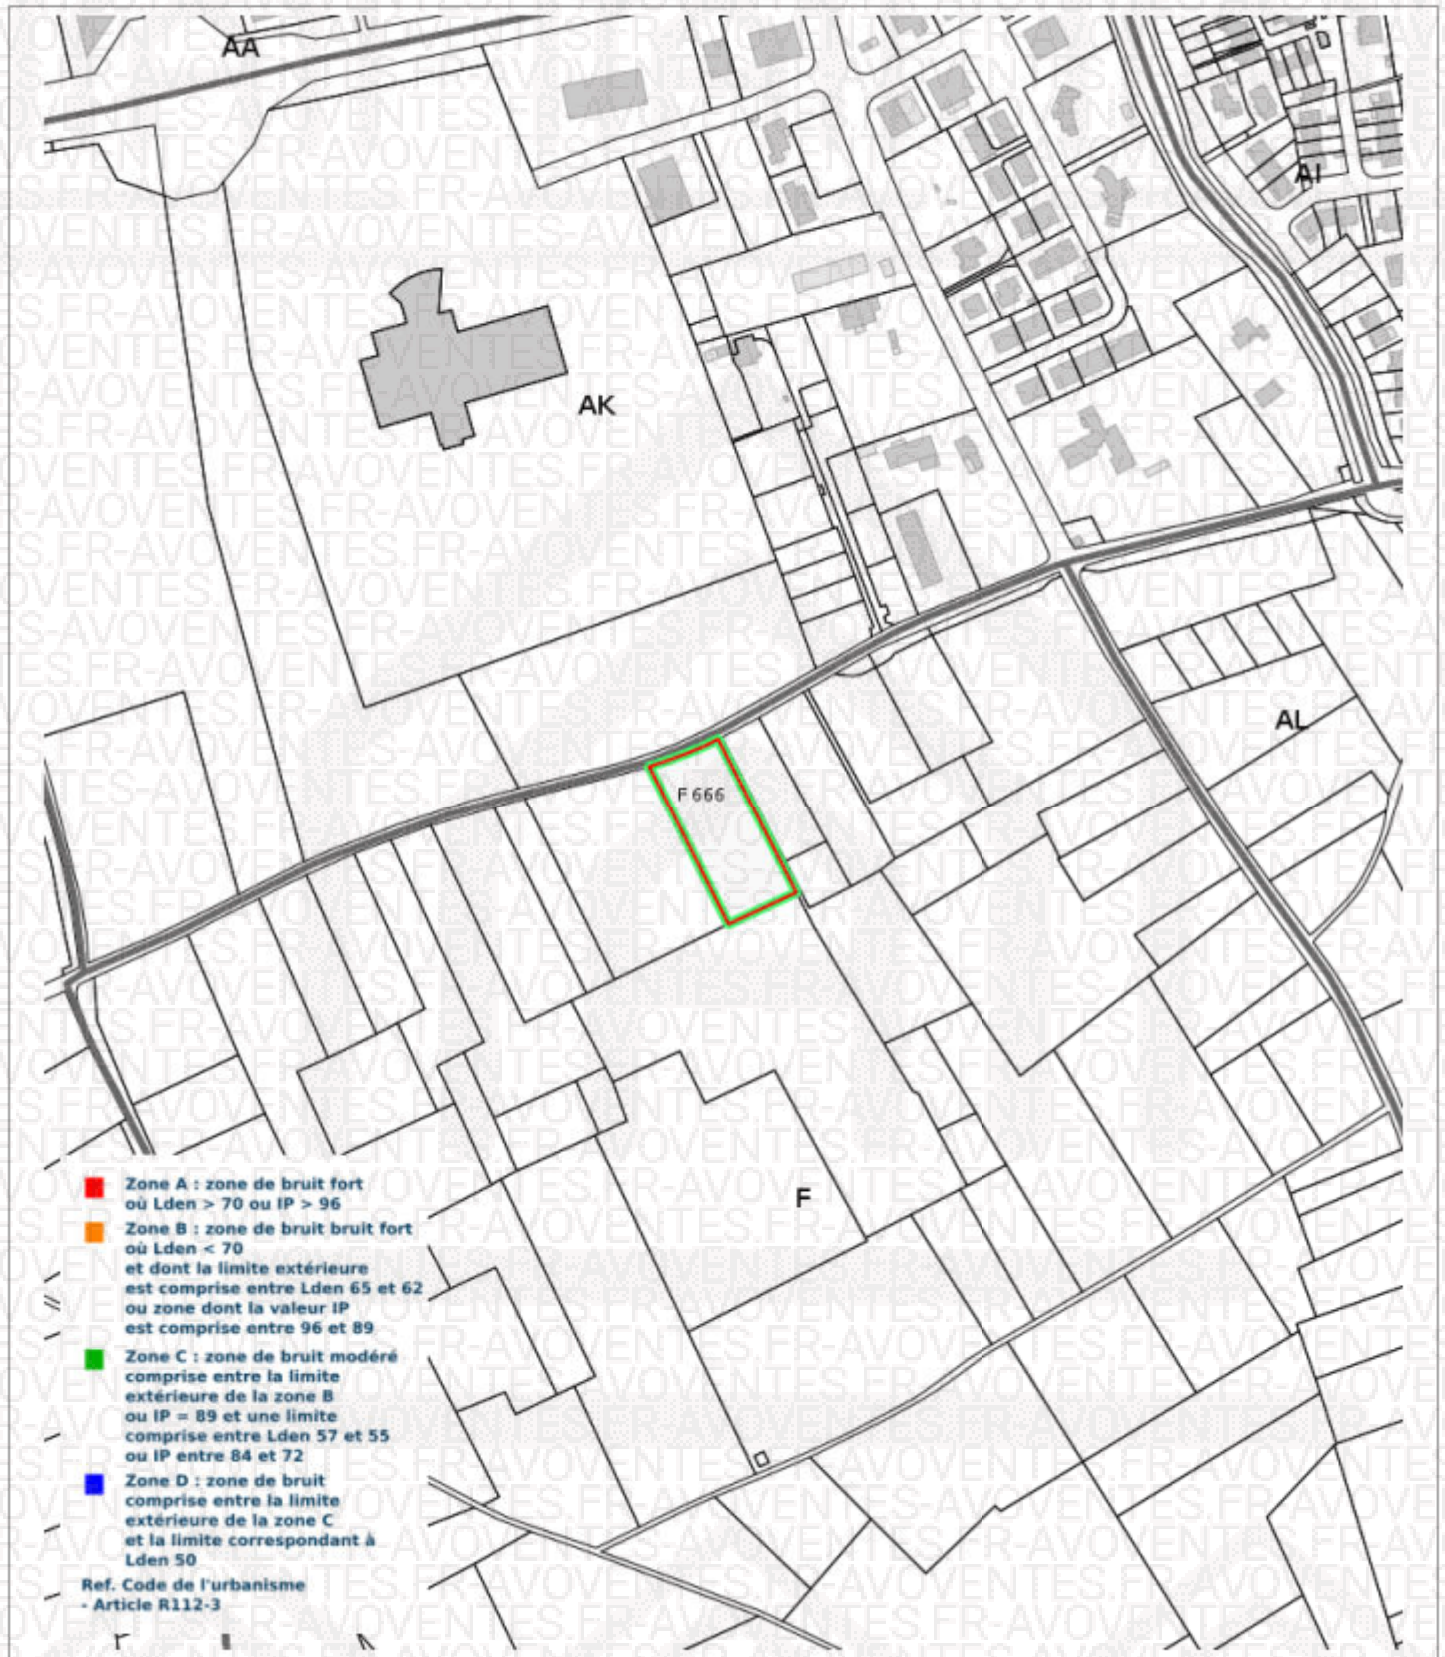 AA
AI
AK
AL
F 666
F
Zone A : zone de bruit fort
où Lden > 70 ou IP > 96
Zone B : zone de bruit bruit fort
où Lden < 70
et dont la limite extérieure
est comprise entre Lden 65 et 62
ou zone dont la valeur IP
est comprise entre 96 et 89
Zone C : zone de bruit modéré
comprise entre la limite
extérieure de la zone B
ou IP = 89 et une limite
comprise entre Lden 57 et 55
ou IP entre 84 et 72
Zone D : zone de bruit
comprise entre la limite
extérieure de la zone C
et la limite correspondant à
Lden 50
Ref. Code de l'urbanisme
- Article R112-3